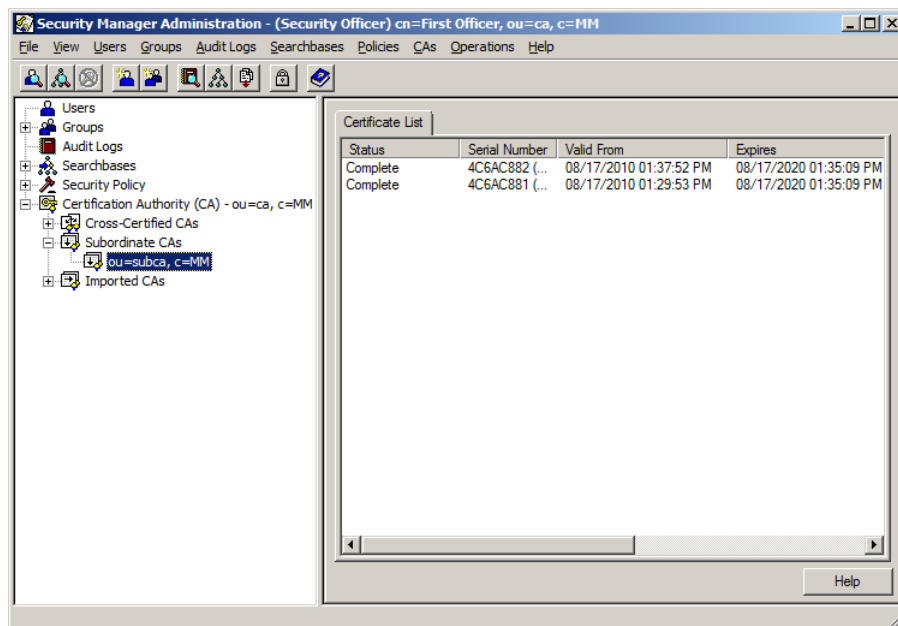 Security Manager Administration - (Security Officer) cn=First Officer, ou=ca, c=MM
File View Users Groups Audit Logs Searchbases Policies CAs Operations Help
Users
Groups
Audit Logs
Searchbases
Security Policy
Certification Authority (CA) - ou=ca, c=MM
Cross-Certified CAs
Subordinate CAs
ou=subca, c=MM
Imported CAs
Certificate List
Status Serial Number Valid From Expires
Complete 4C6AC882 (... 08/17/2010 01:37:52 PM 08/17/2020 01:35:09 PM
Complete 4C6AC881 (... 08/17/2010 01:29:53 PM 08/17/2020 01:35:09 PM
Help